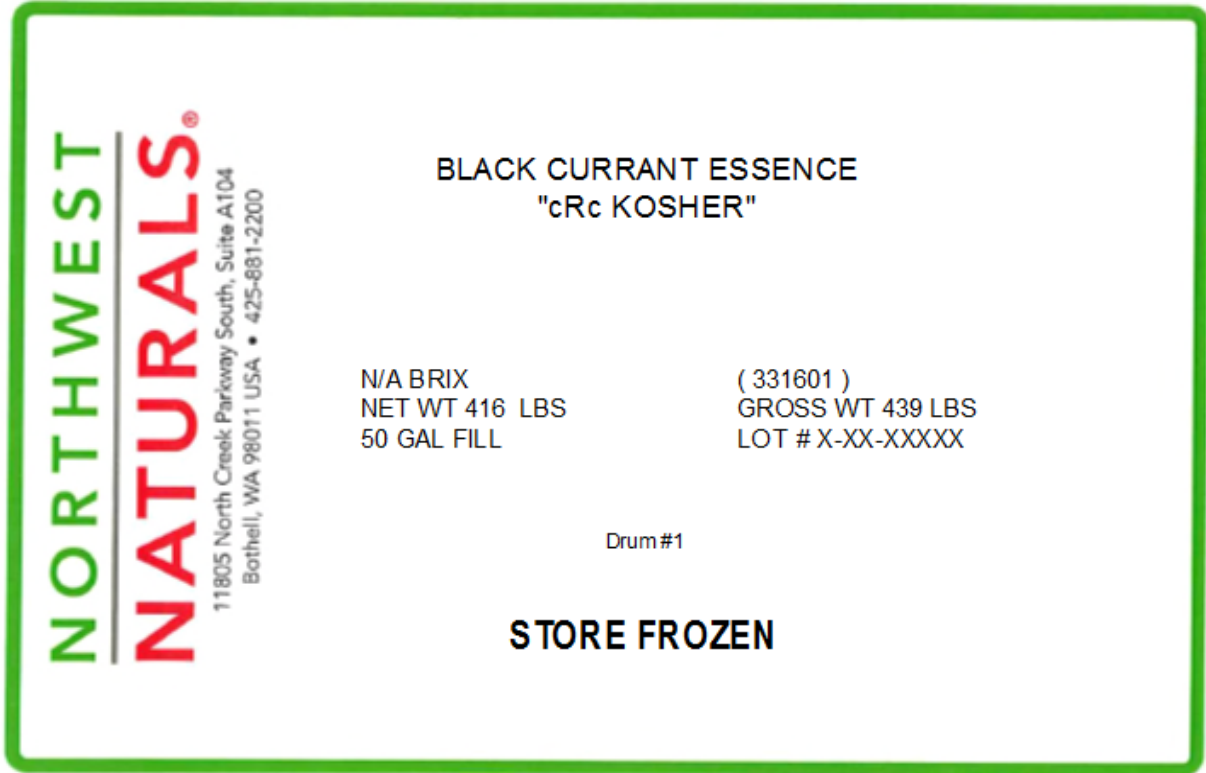 NORTHWEST
NATURALS®
11805 North Creek Parkway South, Suite A104
Bothell, WA 98011 USA • 425-881-2200
BLACK CURRANT ESSENCE
"cRc KOSHER"
N/A BRIX
NET WT 416 LBS
50 GAL FILL
( 331601 )
GROSS WT 439 LBS
LOT # X-XX-XXXXX
Drum #1
STORE FROZEN